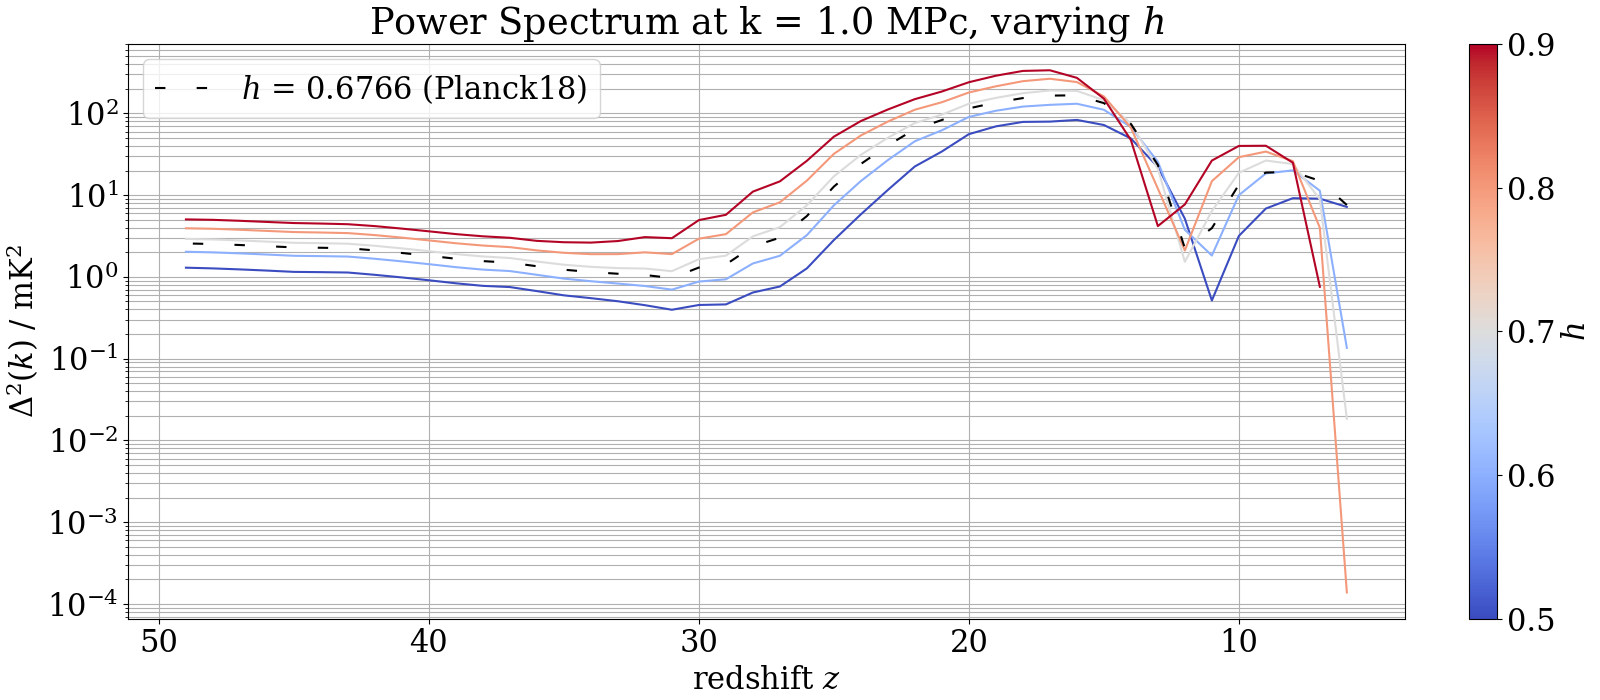 Power Spectrum at k = 1.0 MPc, varying h
h = 0.6766 (Planck18)
Δ²(k) / mK²
10²
10¹
10⁰
10⁻¹
10⁻²
10⁻³
10⁻⁴
50 40 30 20 10
redshift z
0.9
0.8
0.7
0.6
0.5
h